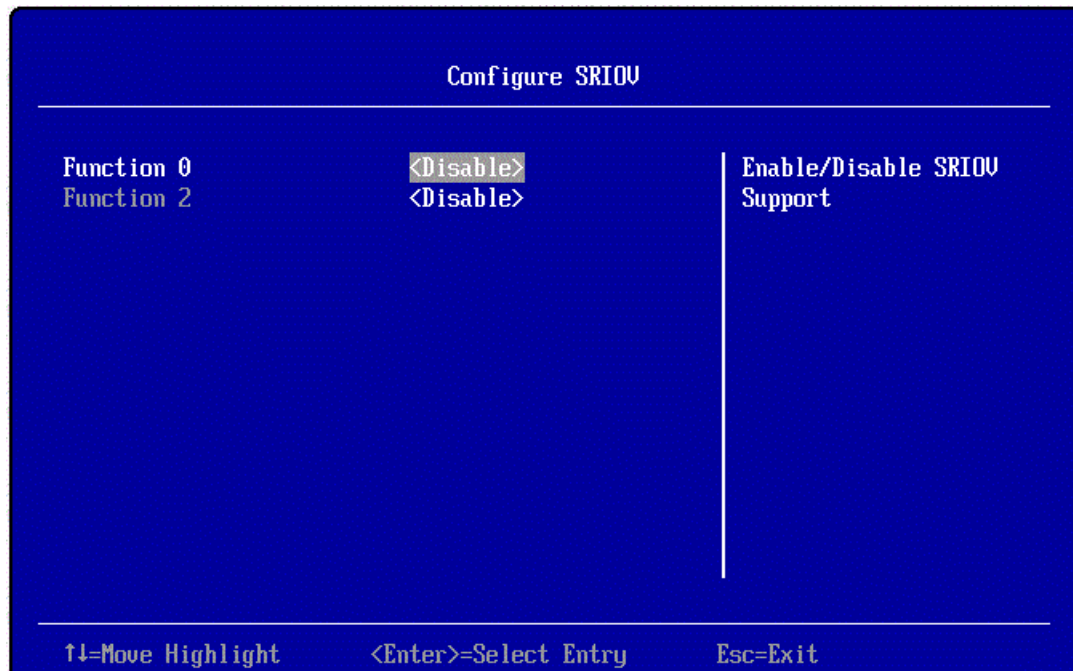 Configure SRIOV
Function 0 <Disable> Enable/Disable SRIOV
Function 2 <Disable> Support
↑↓=Move Highlight <Enter>=Select Entry Esc=Exit